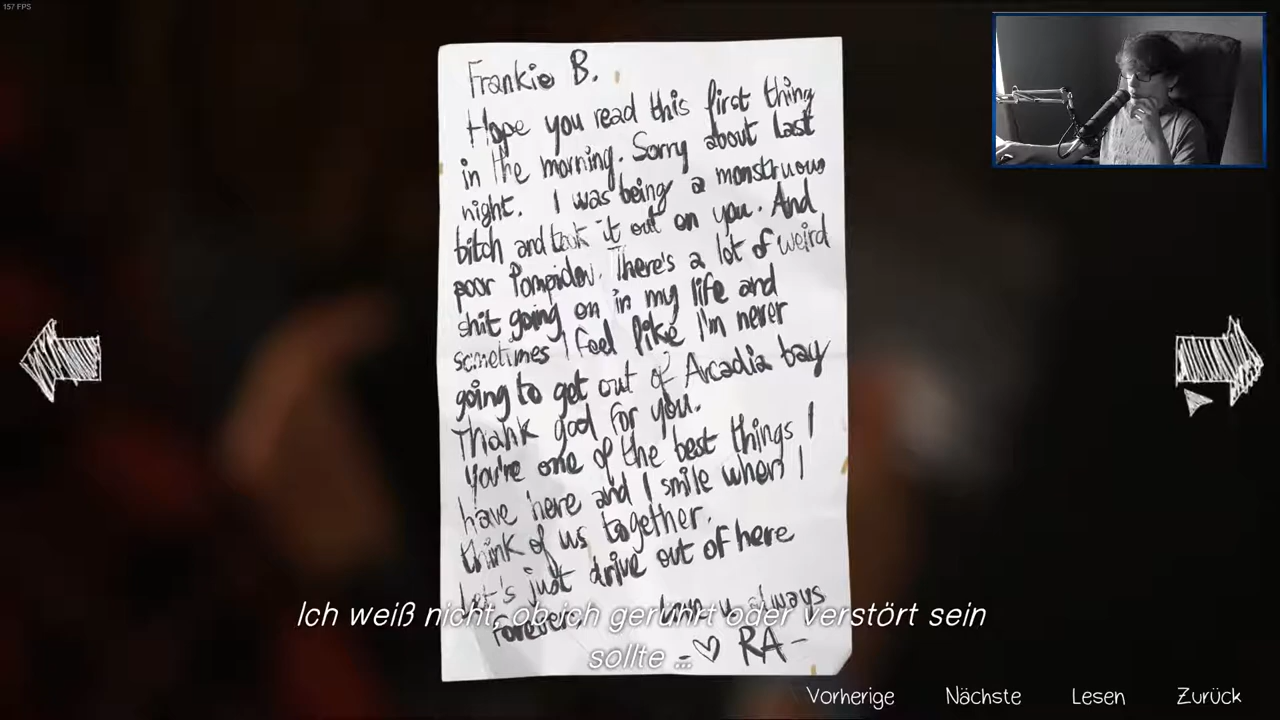 157 FPS
Frankie B.
Hope you read this first thing
in the morning. Sorry about last
night. I was being a monstruous
bitch and took it out on you. And
poor Pompidou. There's a lot of weird
shit going on in my life and
sometimes I feel like I'm never
going to get out of Arcadia bay
Thank god for you.
You're one of the best things I
have here and I smile when I
think of us together.
Let's just drive out of here
forever. always
Ich weiß nicht, ob ich gerührt oder verstört sein
sollte ...
- ♡ RA -
Vorherige Nächste Lesen Zurück